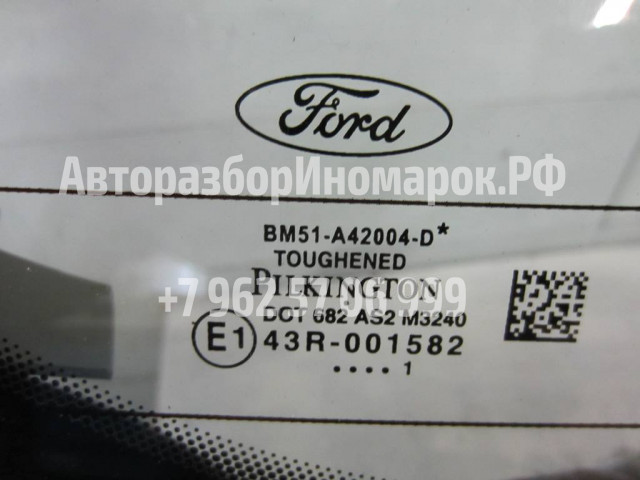 Ford
АвторазборИномарок.РФ
BM51-A42004-D*
TOUGHENED
PILKINGTON
DOT 682 AS2 M3240
E1 43R-001582
.... 1